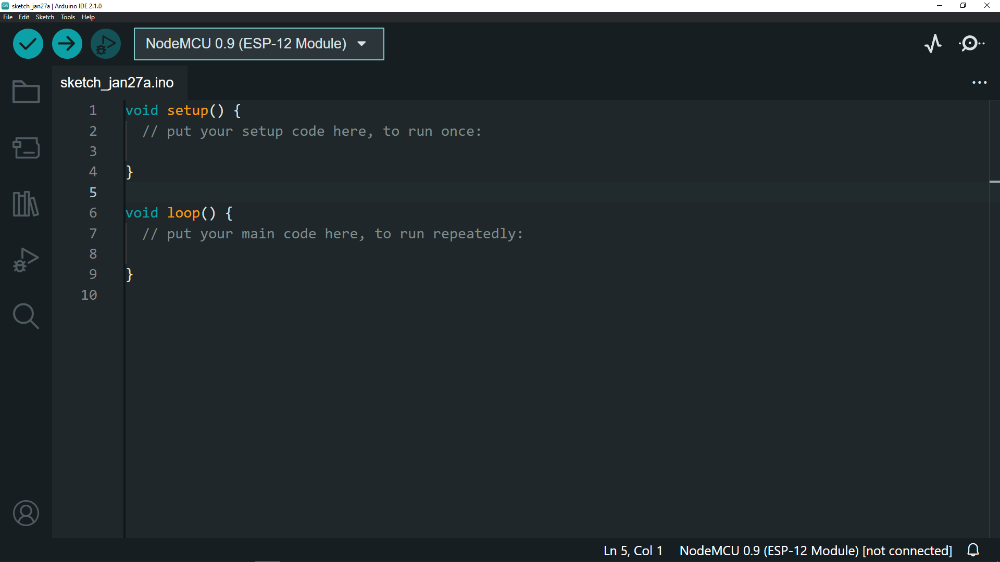 sketch_jan27a | Arduino IDE 2.1.0
File Edit Sketch Tools Help
NodeMCU 0.9 (ESP-12 Module)
sketch_jan27a.ino
1 void setup() {
2 // put your setup code here, to run once:
3
4 }
5
6 void loop() {
7 // put your main code here, to run repeatedly:
8
9 }
10
Ln 5, Col 1 NodeMCU 0.9 (ESP-12 Module) [not connected]